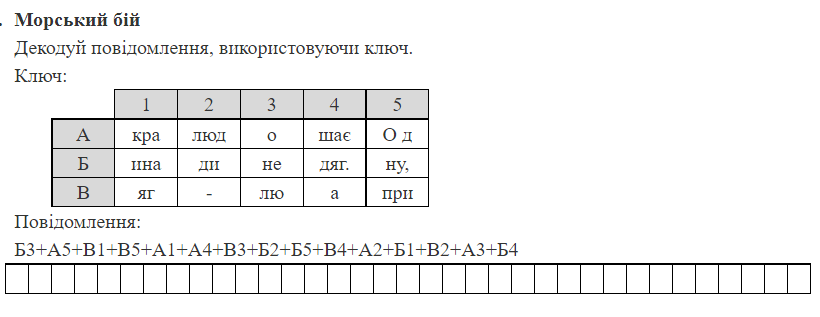 . Морський бій
Декодуй повідомлення, використовуючи ключ.
Ключ:
1 2 3 4 5
А кра люд о шає О д
Б ина ди не дяг. ну,
В яг - лю а при
Повідомлення:
Б3+А5+В1+В5+А1+А4+В3+Б2+Б5+В4+А2+Б1+В2+А3+Б4